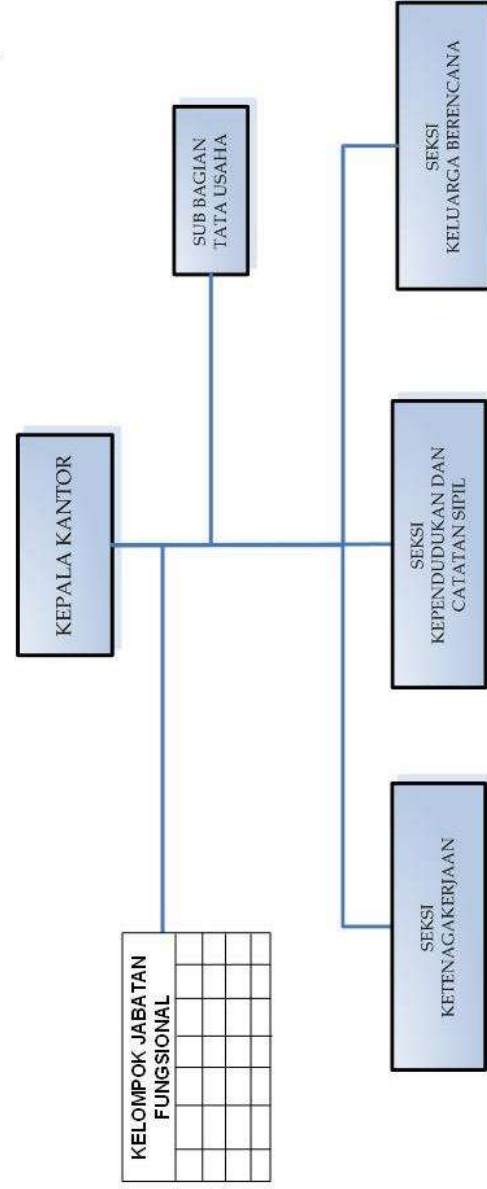 KEPALA KANTOR
KELOMPOK JABATAN
FUNGSIONAL
SUB BAGIAN
TATA USAHA
SEKSI
KETENAGAKERJAAN
SEKSI
KEPENDUDUKAN DAN
CATATAN SIPIL
SEKSI
KELUARGA BERENCANA